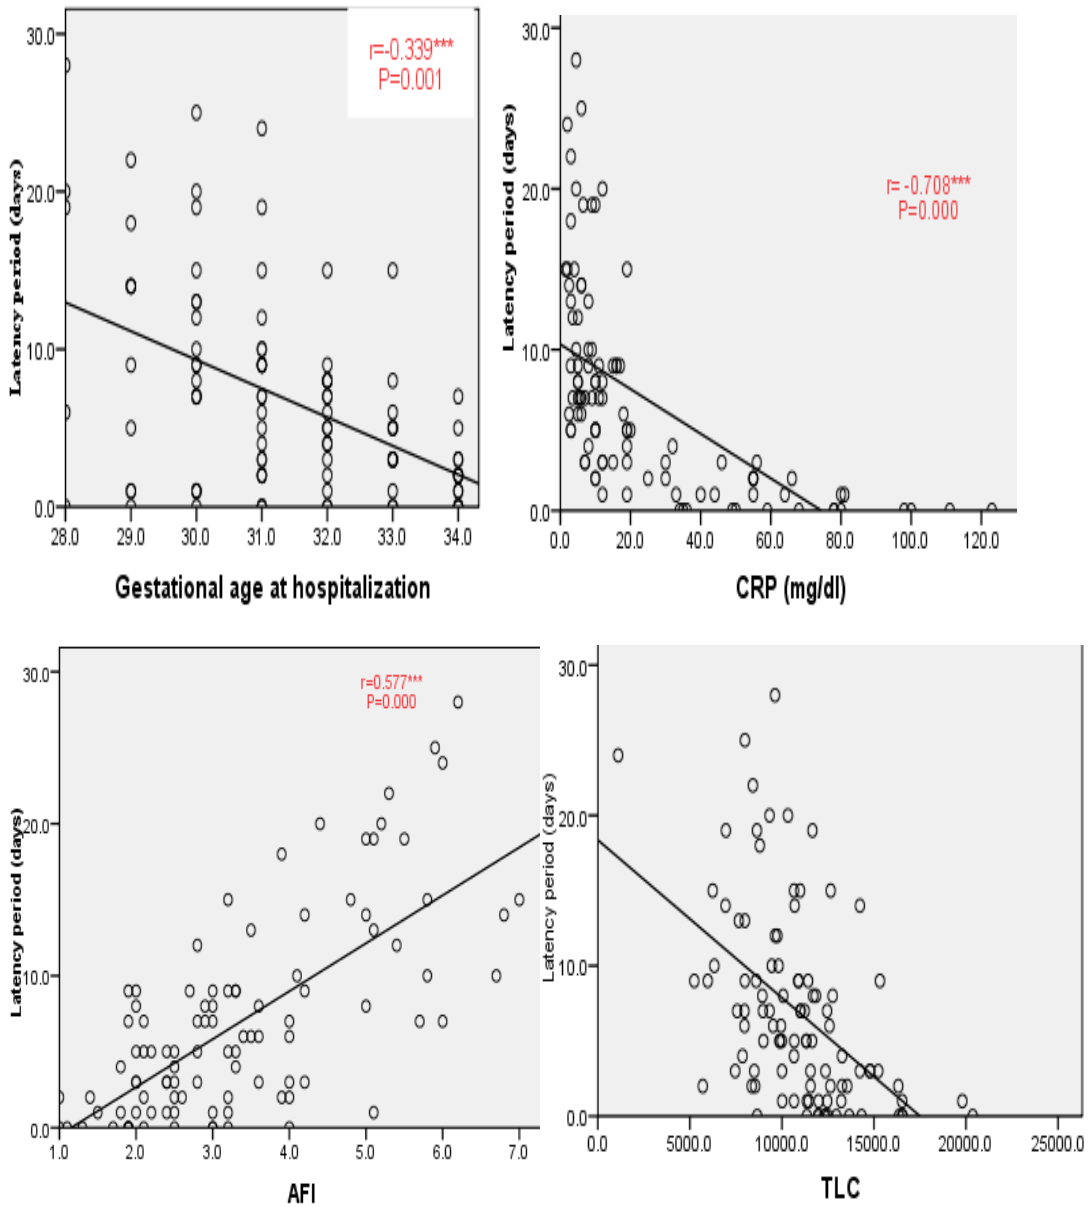 30.0
20.0
10.0
0.0
Latency period (days)
r=-0.339***
P=0.001
28.0 29.0 30.0 31.0 32.0 33.0 34.0
Gestational age at hospitalization
30.0
20.0
10.0
0.0
Latency period (days)
r= -0.708***
P=0.000
0.0 20.0 40.0 60.0 80.0 100.0 120.0
CRP (mg/dl)
30.0
20.0
10.0
0.0
Latency period (days)
r=0.577***
P=0.000
1.0 2.0 3.0 4.0 5.0 6.0 7.0
AFI
30.0
20.0
10.0
0.0
Latency period (days)
0.0 50000.0 100000.0 150000.0 200000.0 25000.0
TLC